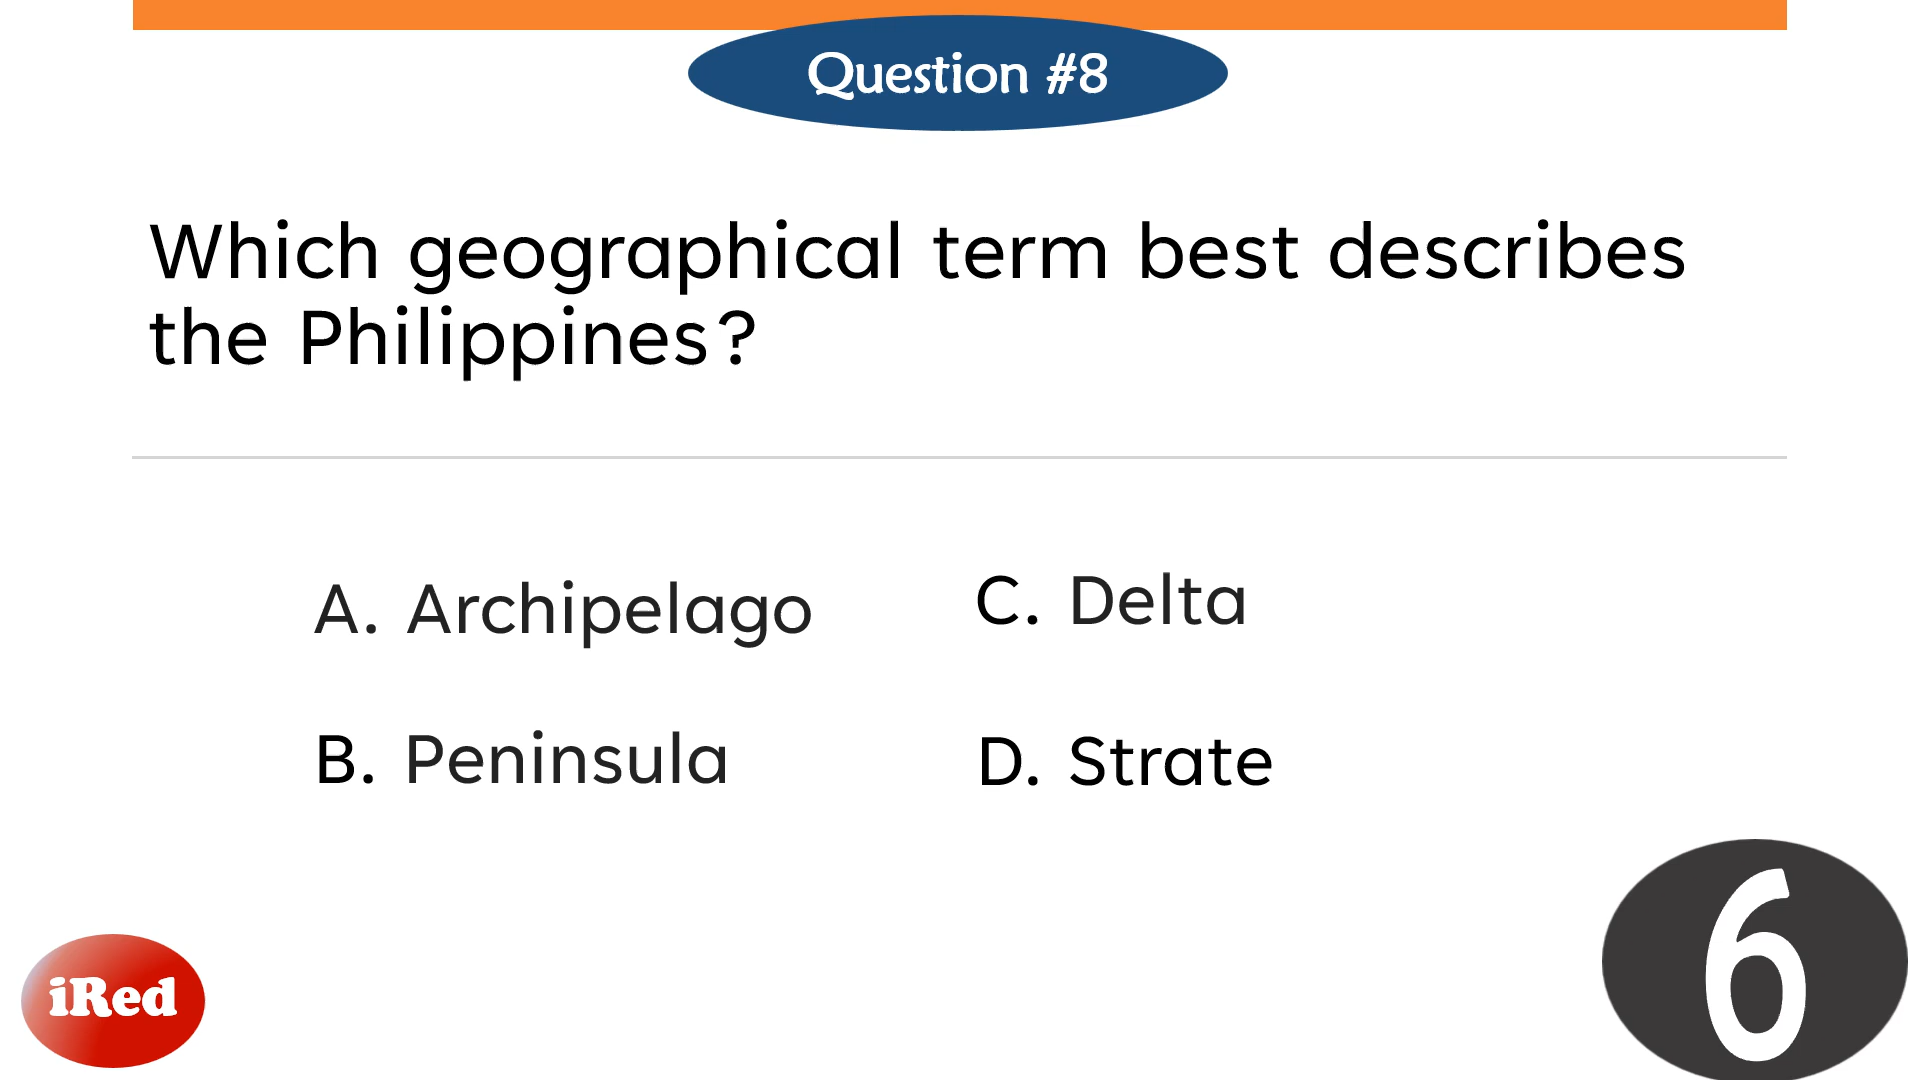 Question #8
Which geographical term best describes
the Philippines?
A. Archipelago
B. Peninsula
C. Delta
D. Strate
iRed
6